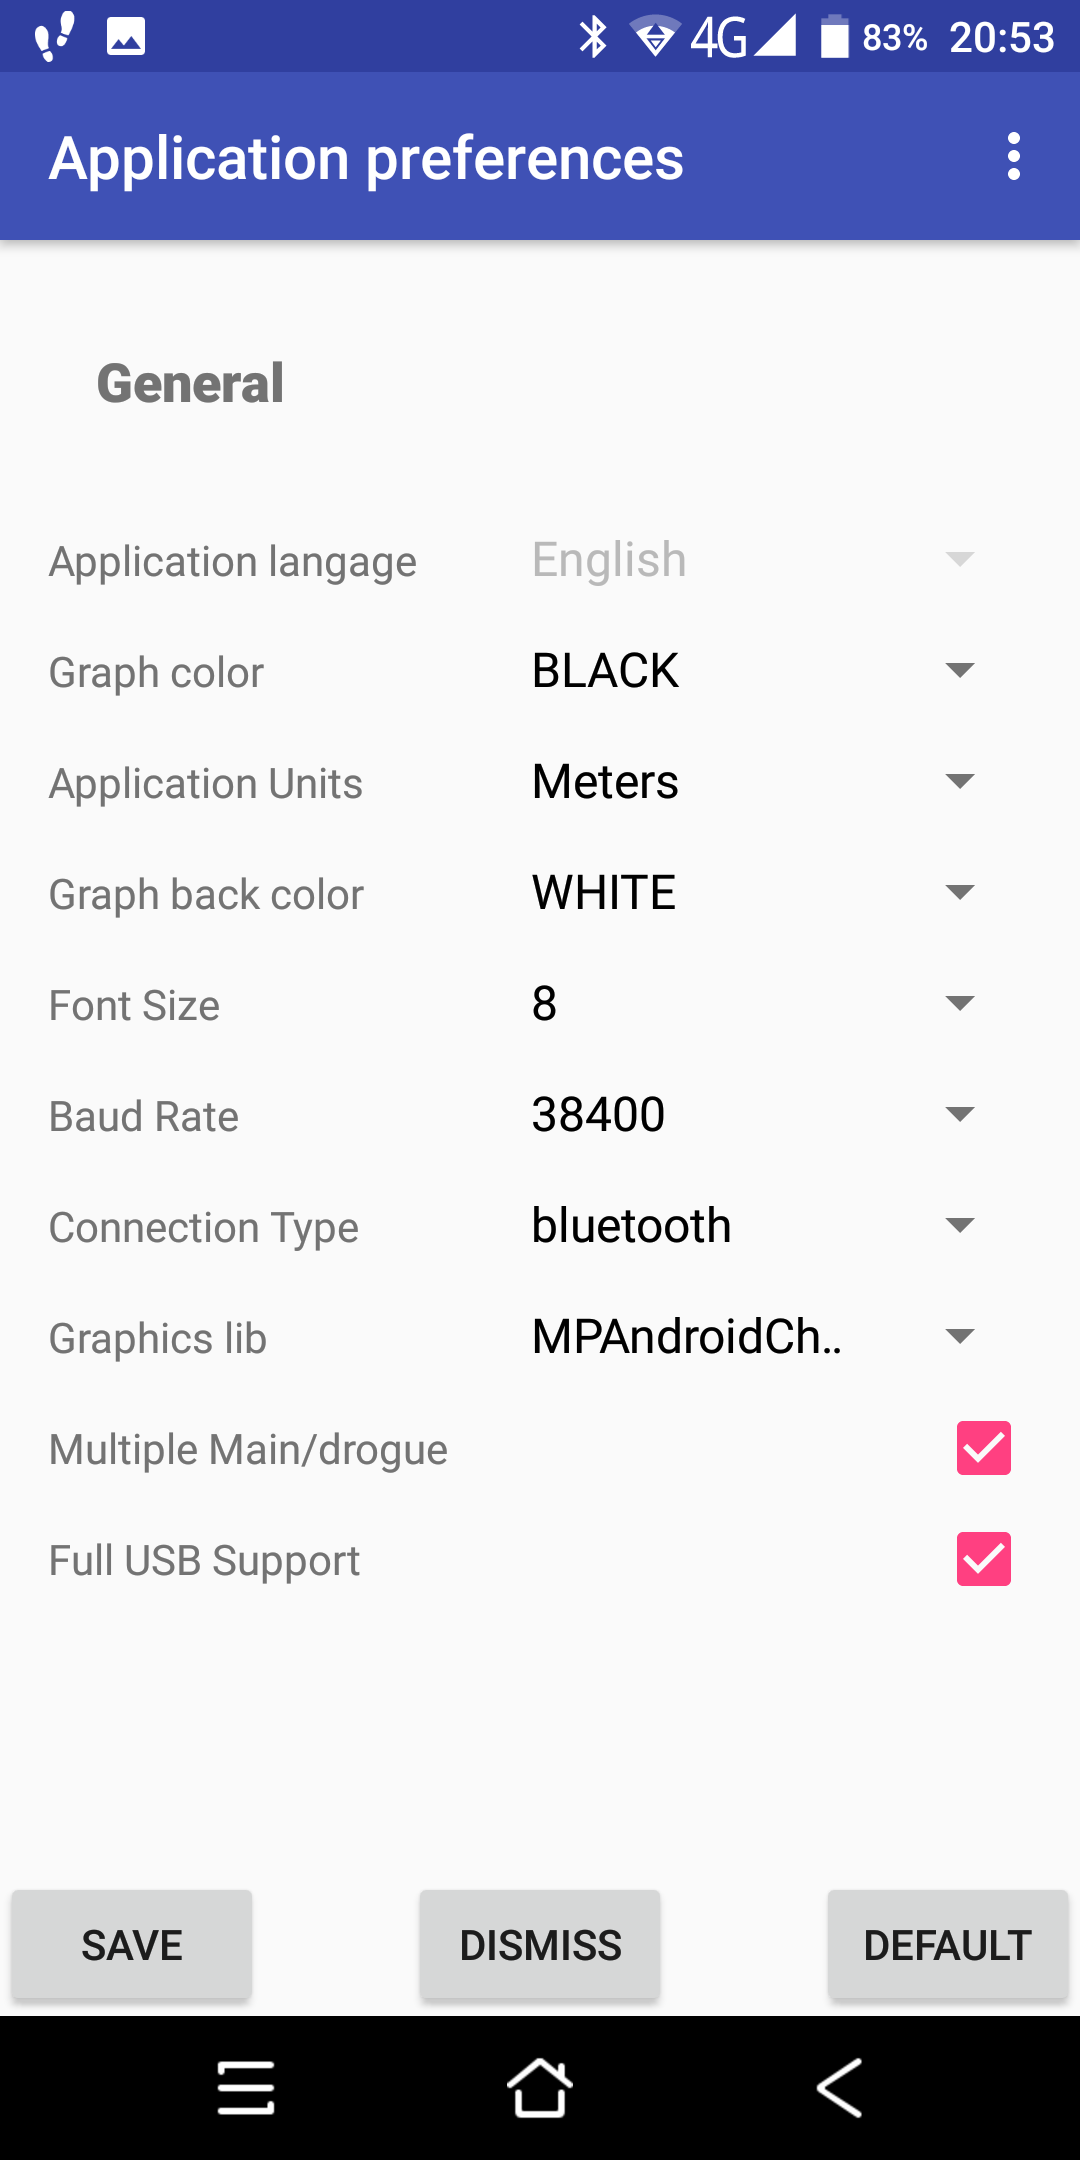 4G 83% 20:53
Application preferences
General
Application langage English
Graph color BLACK
Application Units Meters
Graph back color WHITE
Font Size 8
Baud Rate 38400
Connection Type bluetooth
Graphics lib MPAndroidCh..
Multiple Main/drogue
Full USB Support
SAVE DISMISS DEFAULT